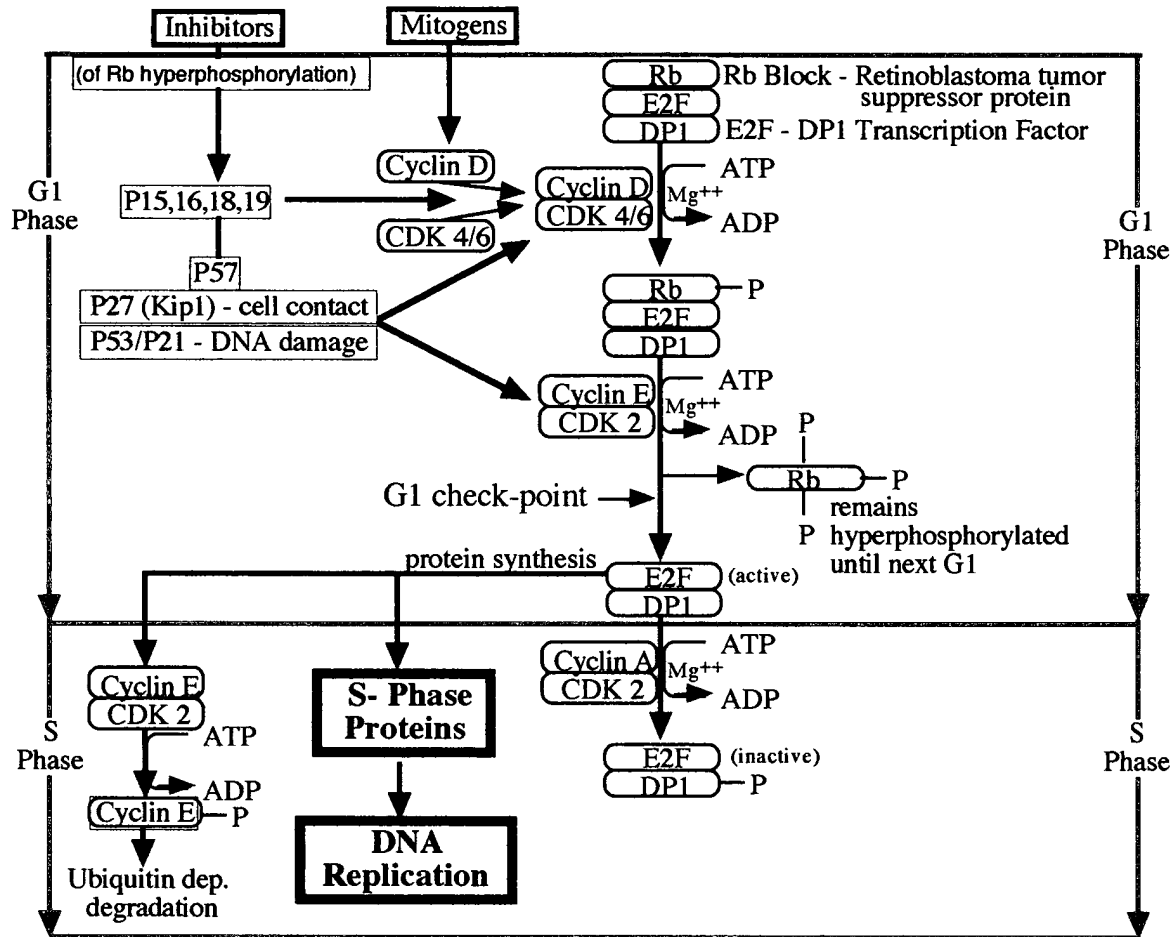 Inhibitors
Mitogens
(of Rb hyperphosphorylation)
Rb
E2F
DP1
Rb Block - Retinoblastoma tumor
suppressor protein
E2F - DP1 Transcription Factor
G1
Phase
P15,16,18,19
Cyclin D
CDK 4/6
Cyclin D
CDK 4/6
ATP
Mg++
ADP
G1
Phase
P57
P27 (Kip1) - cell contact
P53/P21 - DNA damage
Rb
P
E2F
DP1
Cyclin E
CDK 2
ATP
Mg++
ADP
P
Rb
P
P
remains
hyperphosphorylated
until next G1
G1 check-point
protein synthesis
E2F
(active)
DP1
S
Phase
Cyclin E
CDK 2
ATP
ADP
Cyclin E
P
Ubiquitin dep.
degradation
S- Phase
Proteins
DNA
Replication
Cyclin A
CDK 2
ATP
Mg++
ADP
E2F
(inactive)
DP1
P
S
Phase